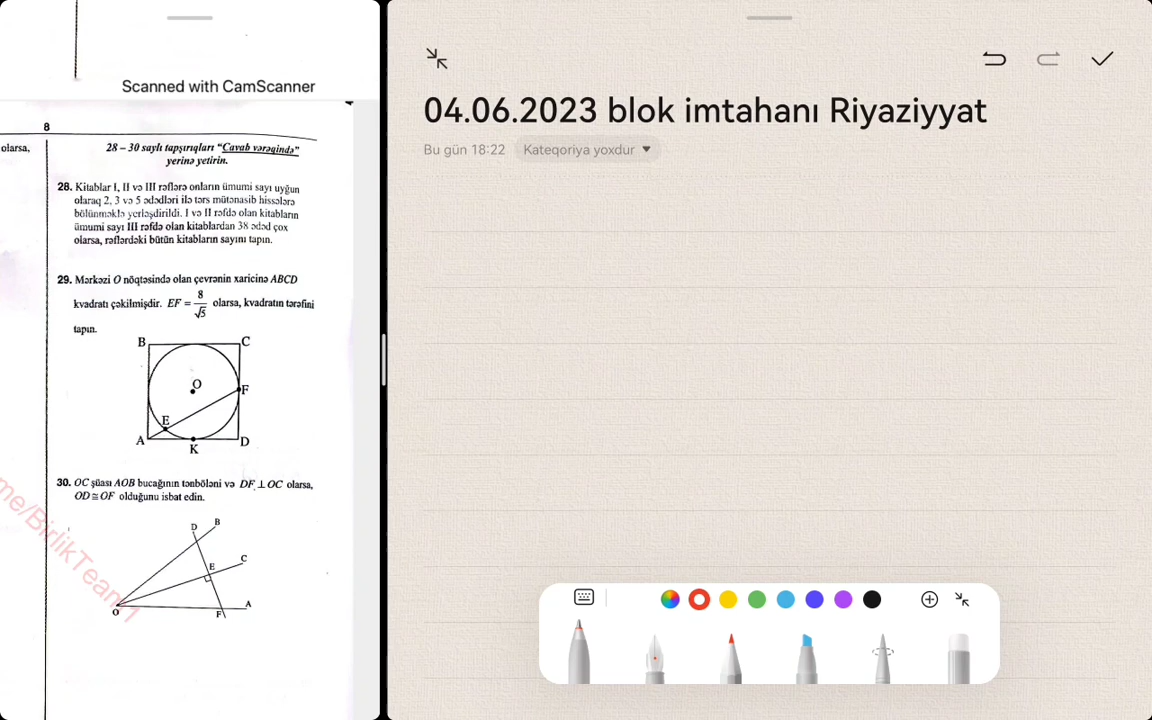 Scanned with CamScanner
8
olarsa,
28 – 30 saylı tapşırıqları “Cavab vərəqində”
yerinə yetirin.
28. Kitablar I, II və III rəflərə onların ümumi sayı uyğun
olaraq 2, 3 və 5 ədədləri ilə tərs mütənasib hissələrə
bölünməklə yerləşdirildi. I və II rəfdə olan kitabların
ümumi sayı III rəfdə olan kitablardan 38 ədəd çox
olarsa, rəflərdəki bütün kitabların sayını tapın.
29. Mərkəzi O nöqtəsində olan çevrənin xaricinə ABCD
kvadratı çəkilmişdir. EF = 8/√5 olarsa, kvadratın tərəfini
tapın.
B C
O
F
E
A D
K
30. OC şüası AOB bucağının tənböləni və DF ⊥ OC olarsa,
OD ≅ OF olduğunu isbat edin.
D B
E C
O F A
me/BirlikTeam1
04.06.2023 blok imtahanı Riyaziyyat
Bu gün 18:22 Kateqoriya yoxdur